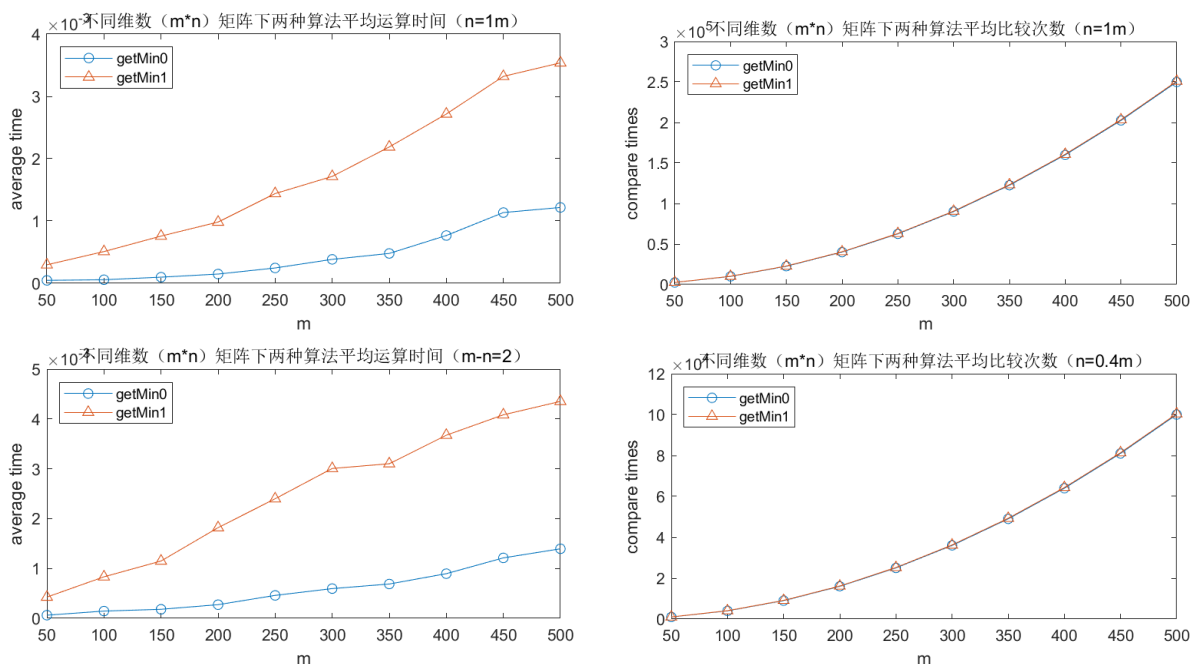 ×10⁻³
不同维数（m*n）矩阵下两种算法平均运算时间（n=1m）
4
3
2
1
0
average time
getMin0
getMin1
50 100 150 200 250 300 350 400 450 500
m
×10⁵
不同维数（m*n）矩阵下两种算法平均比较次数（n=1m）
3
2.5
2
1.5
1
0.5
0
compare times
getMin0
getMin1
50 100 150 200 250 300 350 400 450 500
m
不同维数（m*n）矩阵下两种算法平均运算时间（m-n=2）
5
4
3
2
1
0
average time
getMin0
getMin1
50 100 150 200 250 300 350 400 450 500
m
×10⁴
不同维数（m*n）矩阵下两种算法平均比较次数（n=0.4m）
12
10
8
6
4
2
0
compare times
getMin0
getMin1
50 100 150 200 250 300 350 400 450 500
m